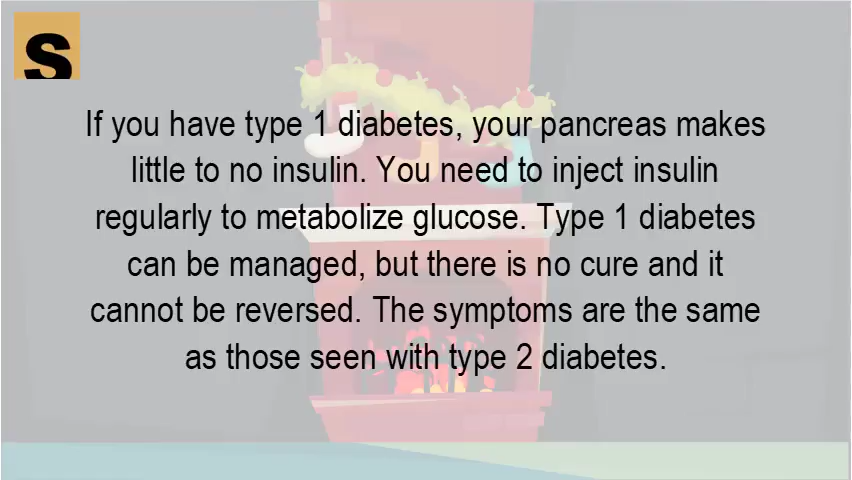 S
If you have type 1 diabetes, your pancreas makes
little to no insulin. You need to inject insulin
regularly to metabolize glucose. Type 1 diabetes
can be managed, but there is no cure and it
cannot be reversed. The symptoms are the same
as those seen with type 2 diabetes.